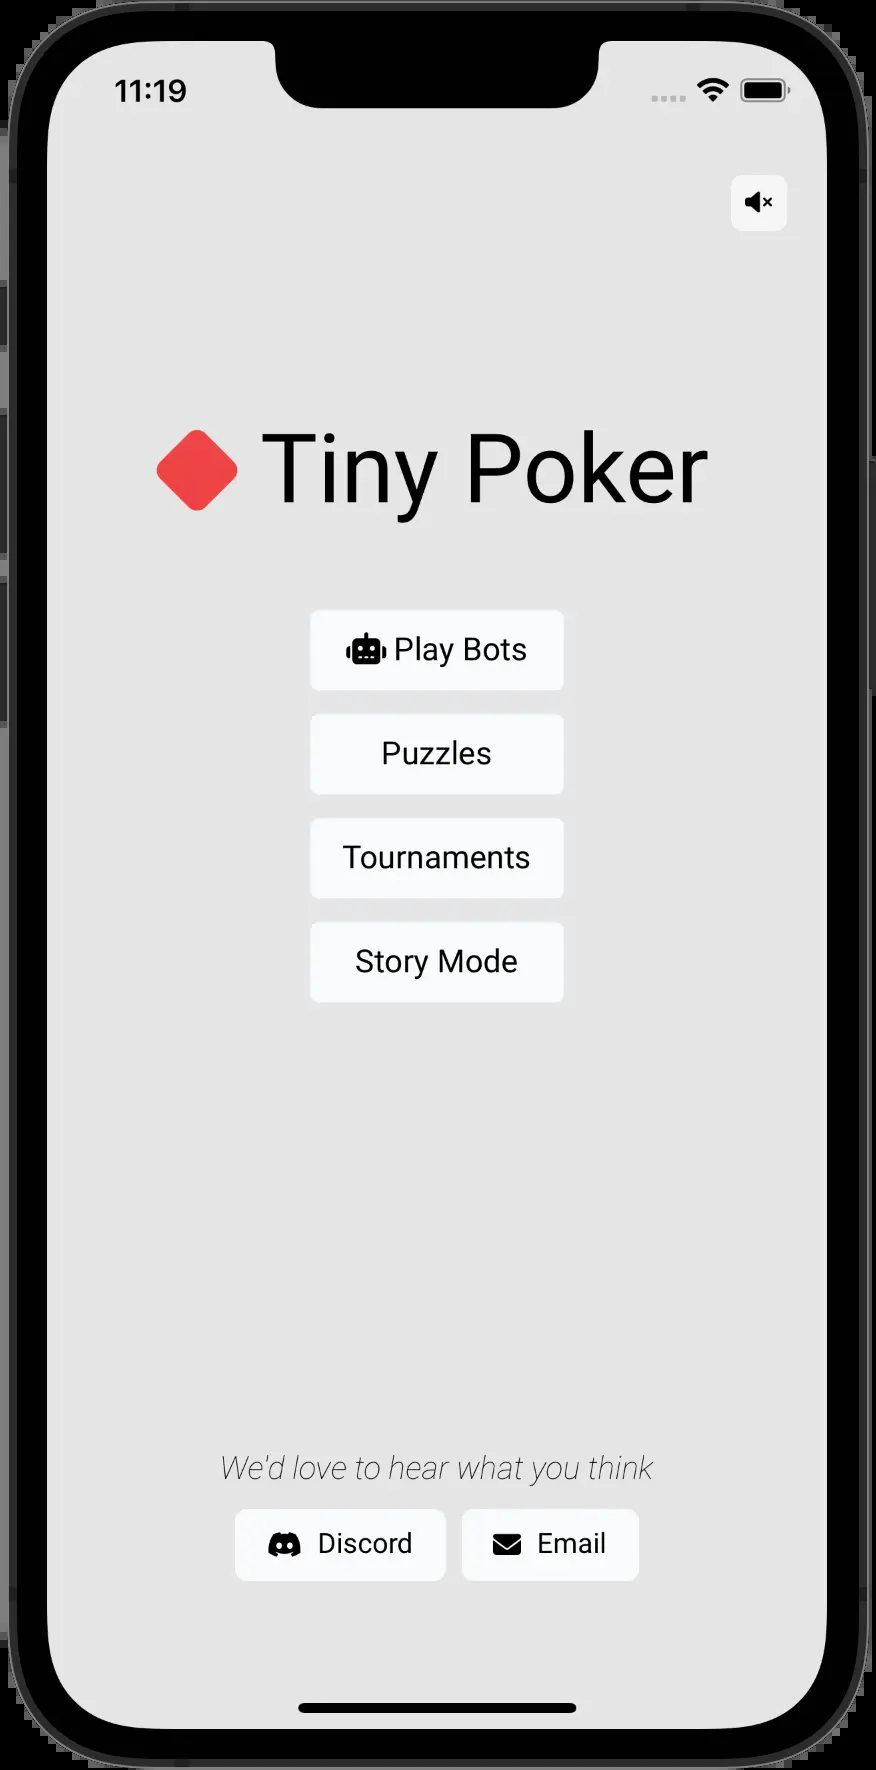 11:19
Tiny Poker
Play Bots
Puzzles
Tournaments
Story Mode
We'd love to hear what you think
Discord
Email